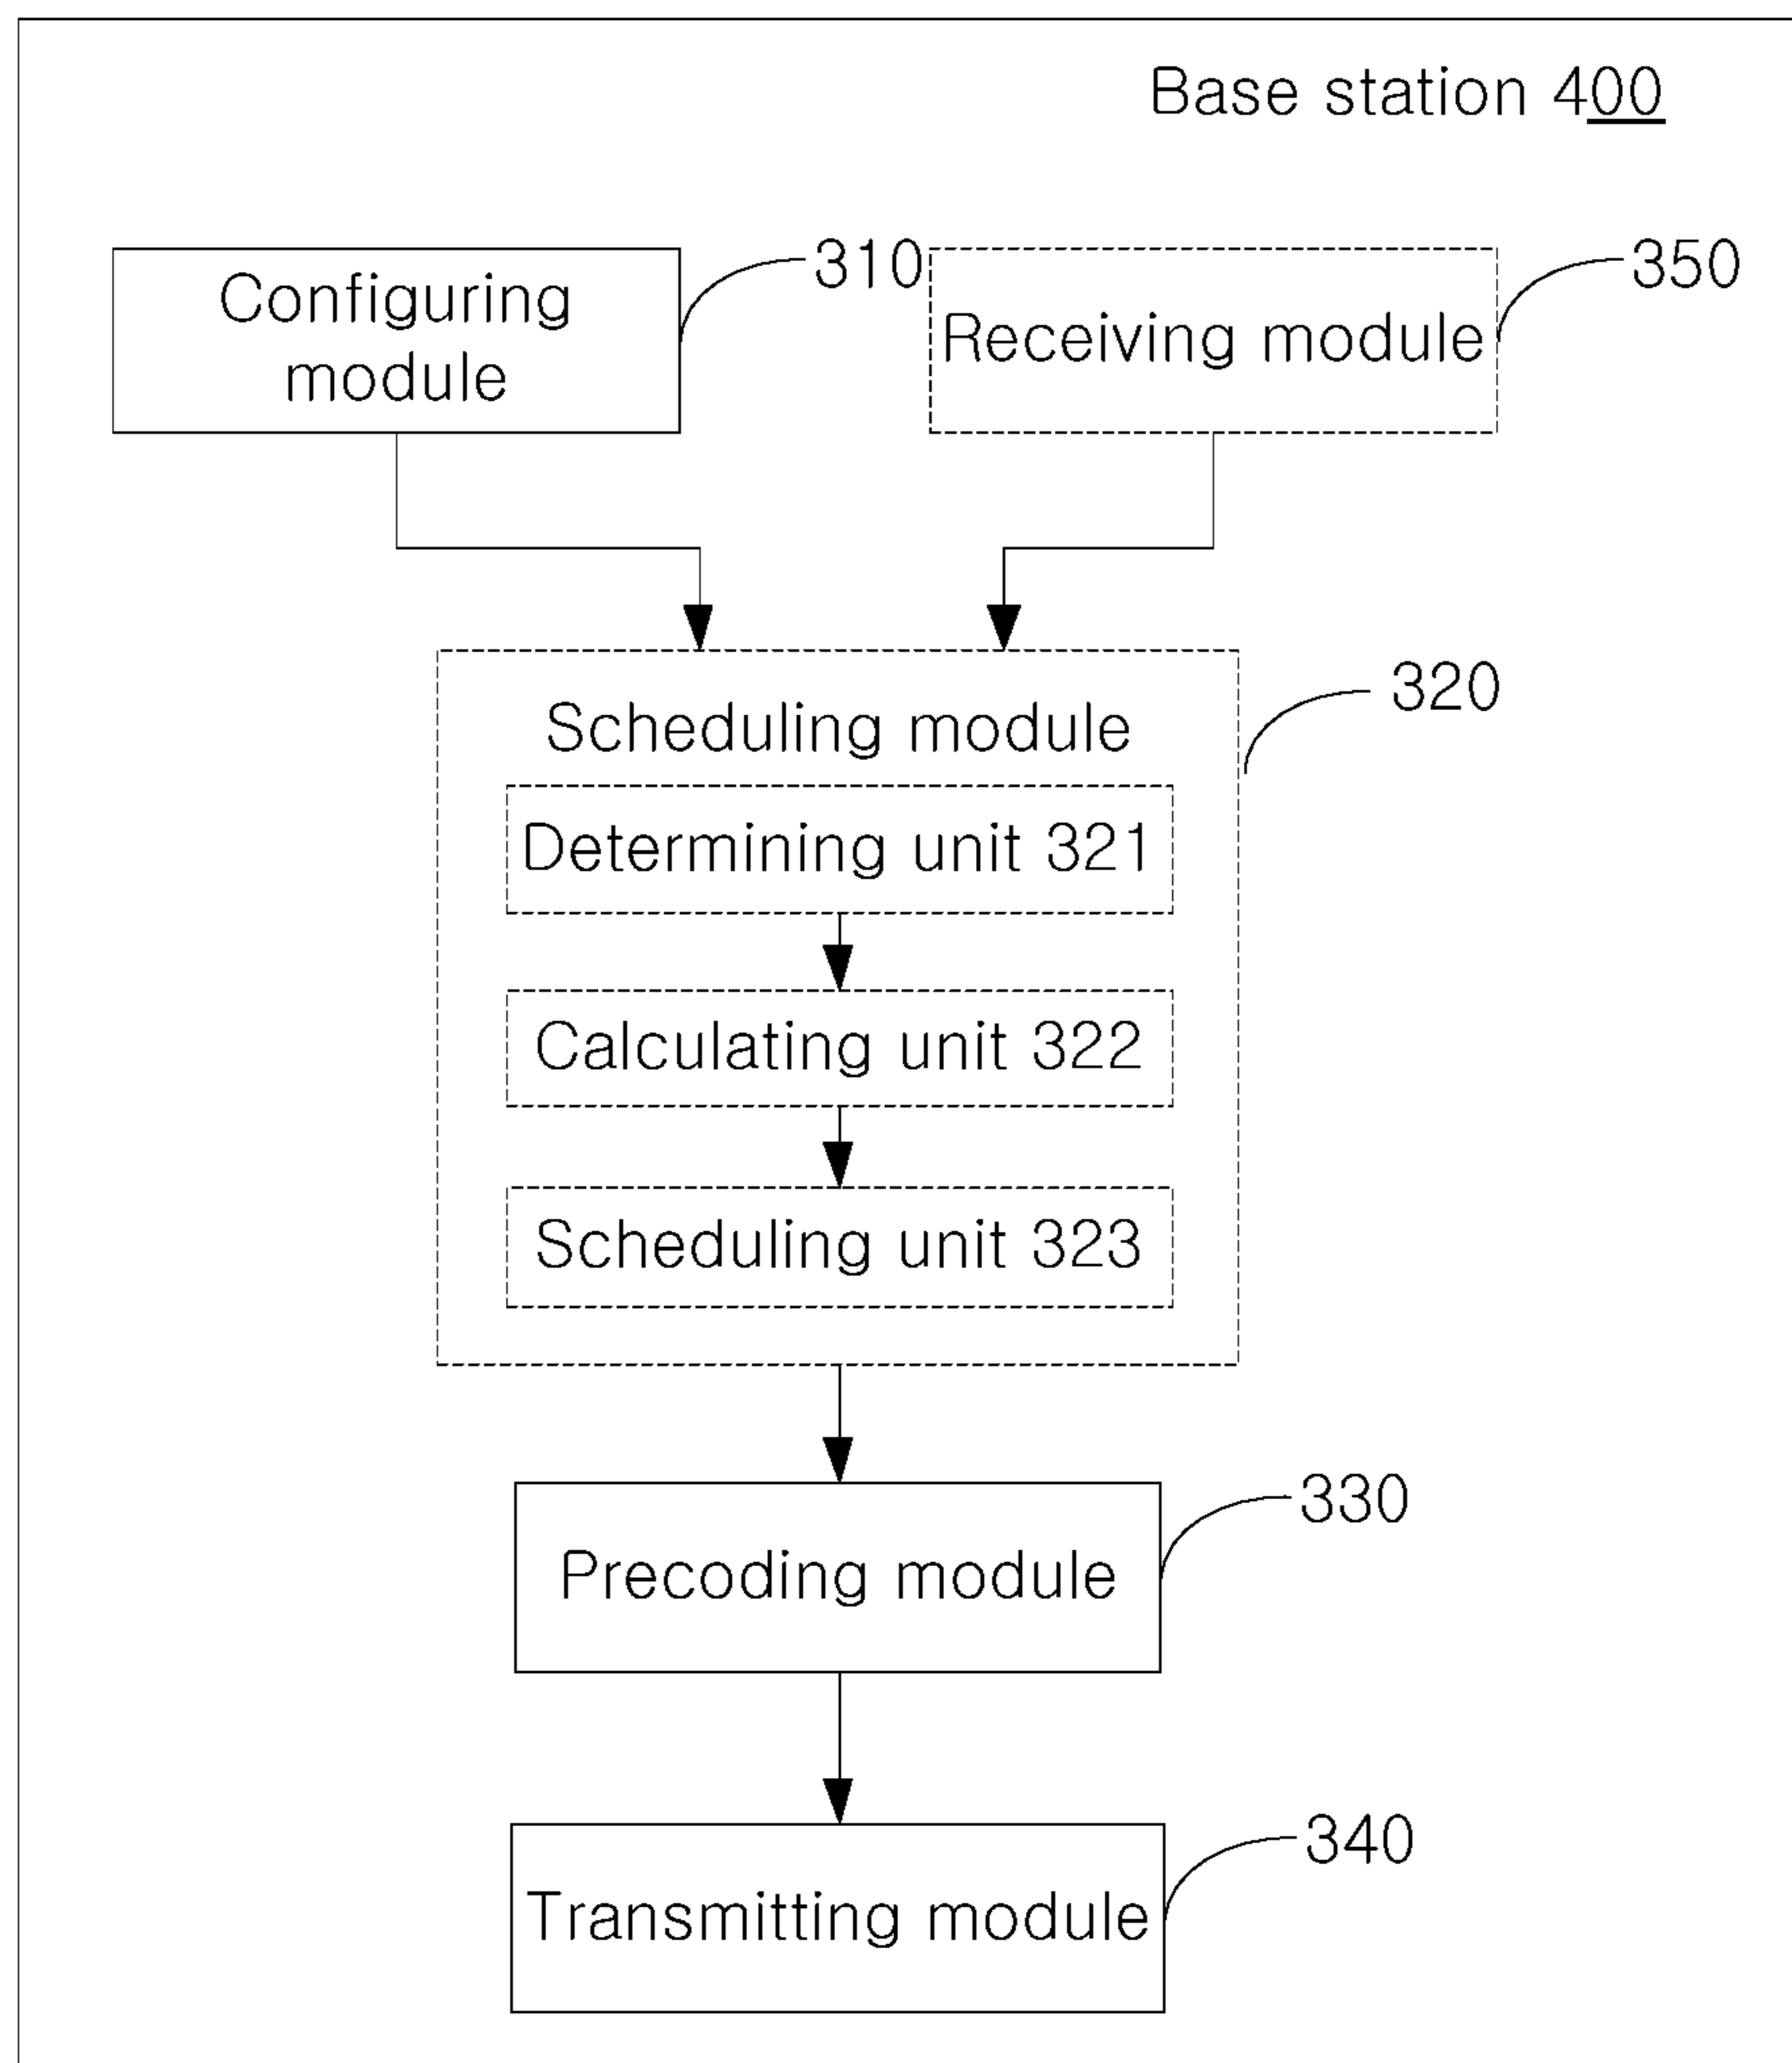 Base station 400
310
350
Configuring
module
Receiving module
320
Scheduling module
Determining unit 321
Calculating unit 322
Scheduling unit 323
330
Precoding module
340
Transmitting module